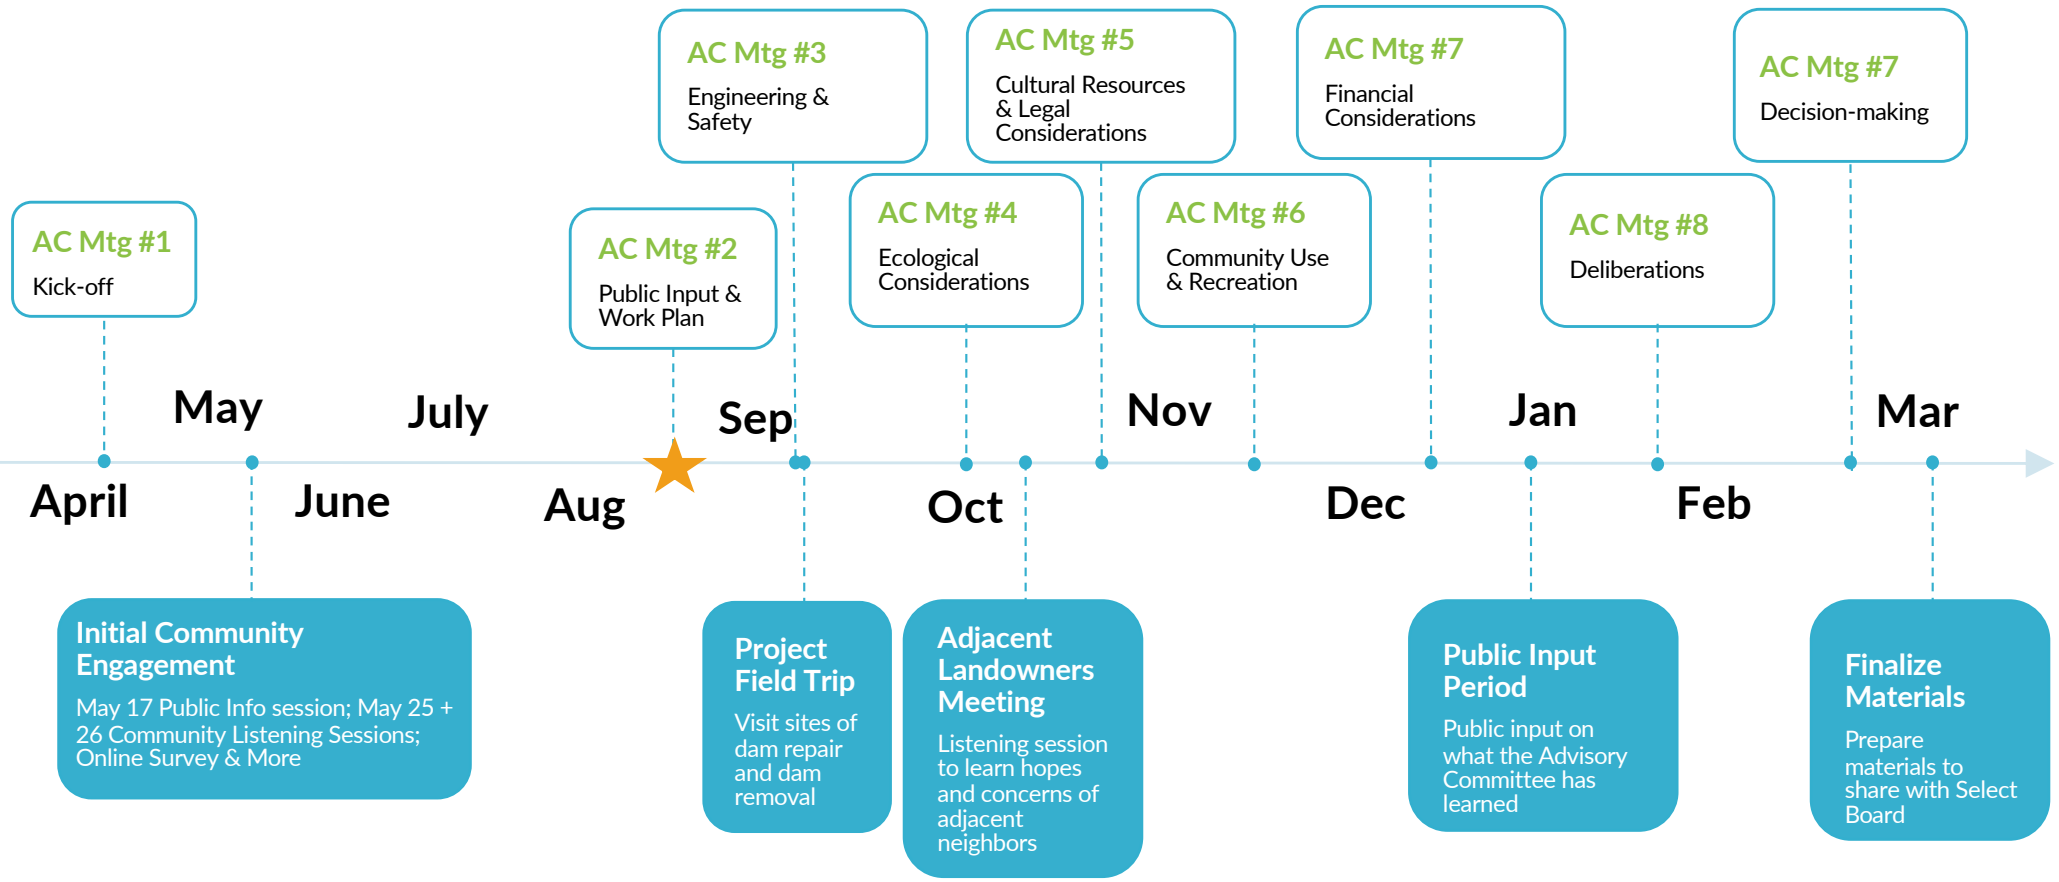 AC Mtg #1
Kick-off
AC Mtg #2
Public Input &
Work Plan
AC Mtg #3
Engineering &
Safety
AC Mtg #4
Ecological
Considerations
AC Mtg #5
Cultural Resources
& Legal
Considerations
AC Mtg #6
Community Use
& Recreation
AC Mtg #7
Financial
Considerations
AC Mtg #8
Deliberations
AC Mtg #7
Decision-making
April
May
June
July
Aug
Sep
Oct
Nov
Dec
Jan
Feb
Mar
Initial Community
Engagement
May 17 Public Info session; May 25 +
26 Community Listening Sessions;
Online Survey & More
Project
Field Trip
Visit sites of
dam repair
and dam
removal
Adjacent
Landowners
Meeting
Listening session
to learn hopes
and concerns of
adjacent
neighbors
Public Input
Period
Public input on
what the Advisory
Committee has
learned
Finalize
Materials
Prepare
materials to
share with Select
Board